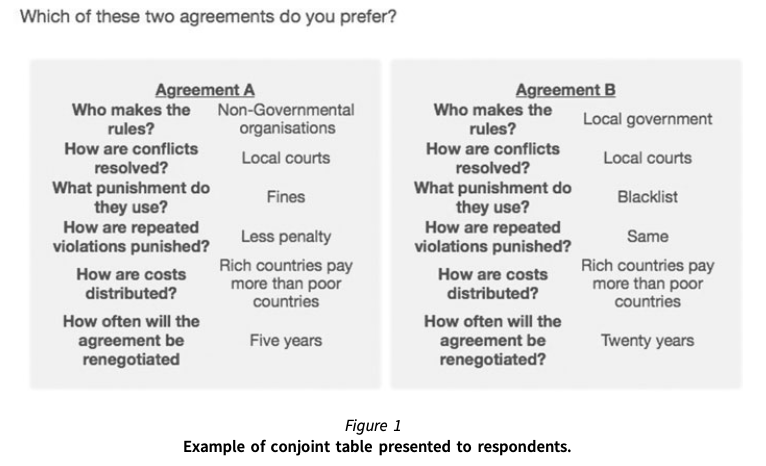 Which of these two agreements do you prefer?
Agreement A
Who makes the
rules?
Non-Governmental
organisations
How are conflicts
resolved?
Local courts
What punishment do
they use?
Fines
How are repeated
violations punished?
Less penalty
How are costs
distributed?
Rich countries pay
more than poor
countries
How often will the
agreement be
renegotiated
Five years
Agreement B
Who makes the
rules?
Local government
How are conflicts
resolved?
Local courts
What punishment do
they use?
Blacklist
How are repeated
violations punished?
Same
How are costs
distributed?
Rich countries pay
more than poor
countries
How often will the
agreement be
renegotiated?
Twenty years
Figure 1
Example of conjoint table presented to respondents.